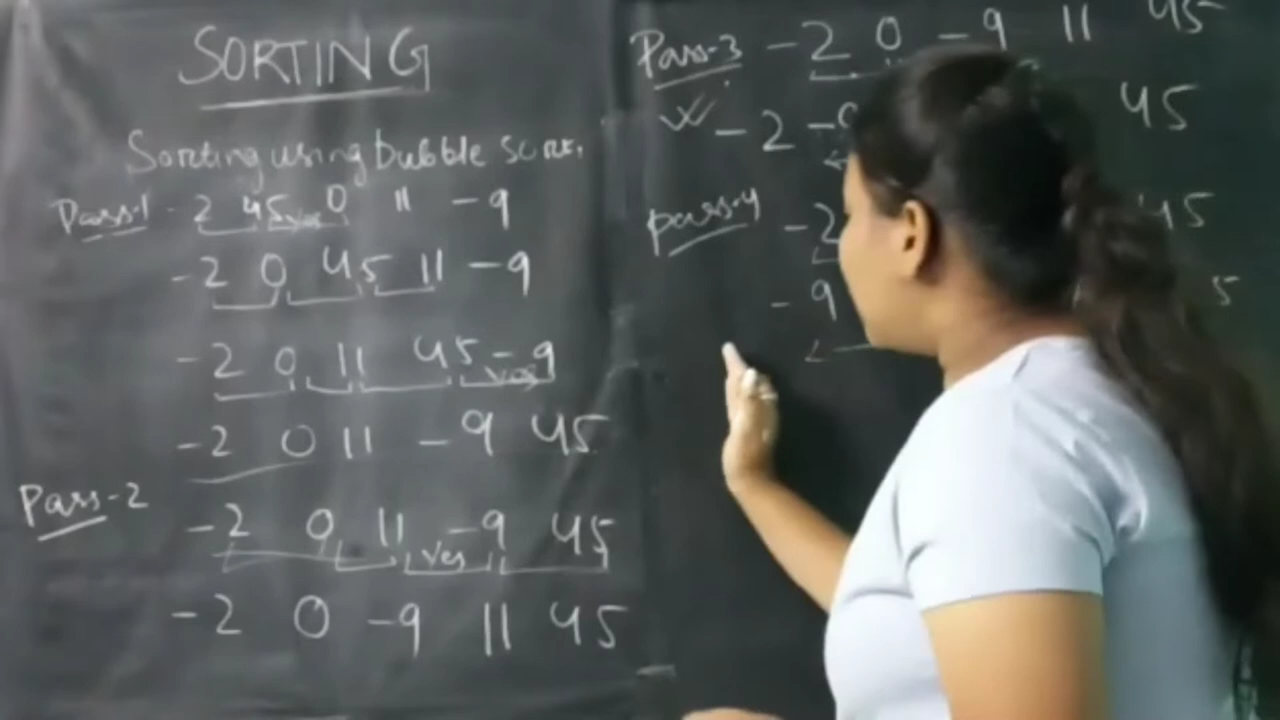 SORTING
Sorting using bubble sort.
Pass-1 -2 45 0 11 -9
Yes
-2 0 45 11 -9
-2 0 11 45 -9
Yes
-2 0 11 -9 45
Pass-2
-2 0 11 -9 45
Yes
-2 0 -9 11 45
Pass-3 -2 0 -9 11 45
-2 45
Pass-4 -2 45
-9 5